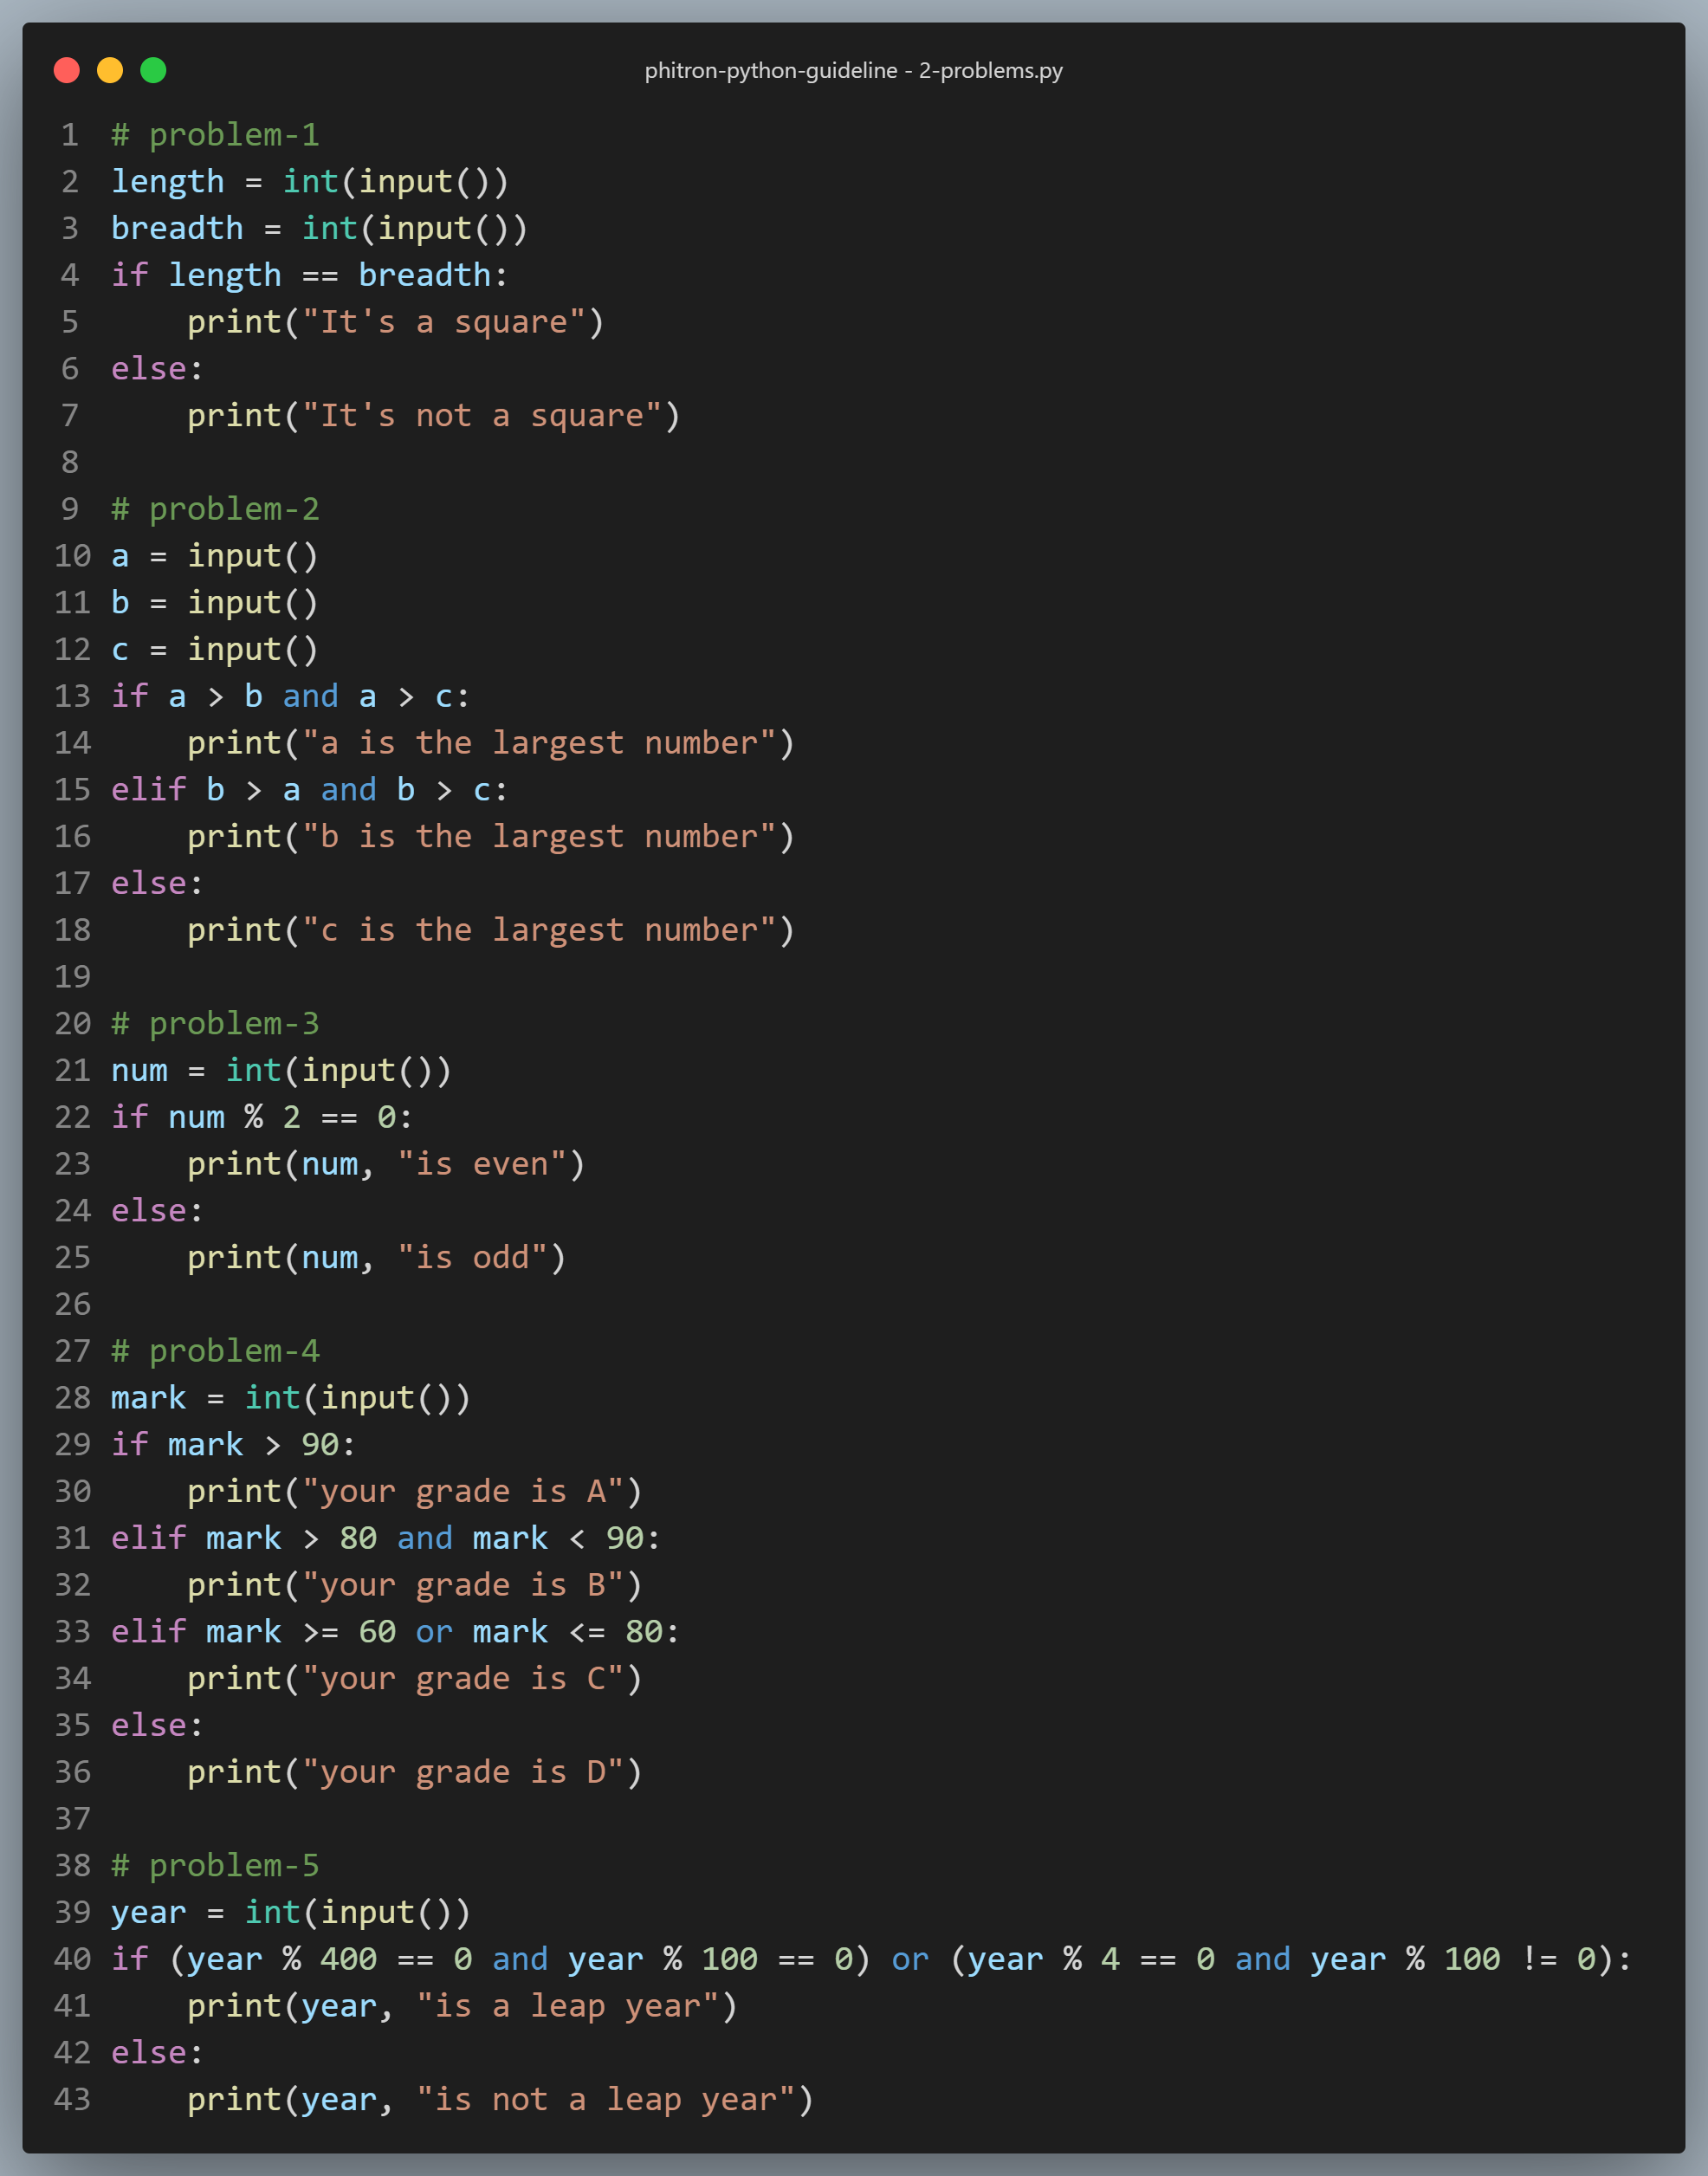 phitron-python-guideline - 2-problems.py
1 # problem-1
2 length = int(input())
3 breadth = int(input())
4 if length == breadth:
5     print("It's a square")
6 else:
7     print("It's not a square")
8
9 # problem-2
10 a = input()
11 b = input()
12 c = input()
13 if a > b and a > c:
14     print("a is the largest number")
15 elif b > a and b > c:
16     print("b is the largest number")
17 else:
18     print("c is the largest number")
19
20 # problem-3
21 num = int(input())
22 if num % 2 == 0:
23     print(num, "is even")
24 else:
25     print(num, "is odd")
26
27 # problem-4
28 mark = int(input())
29 if mark > 90:
30     print("your grade is A")
31 elif mark > 80 and mark < 90:
32     print("your grade is B")
33 elif mark >= 60 or mark <= 80:
34     print("your grade is C")
35 else:
36     print("your grade is D")
37
38 # problem-5
39 year = int(input())
40 if (year % 400 == 0 and year % 100 == 0) or (year % 4 == 0 and year % 100 != 0):
41     print(year, "is a leap year")
42 else:
43     print(year, "is not a leap year")